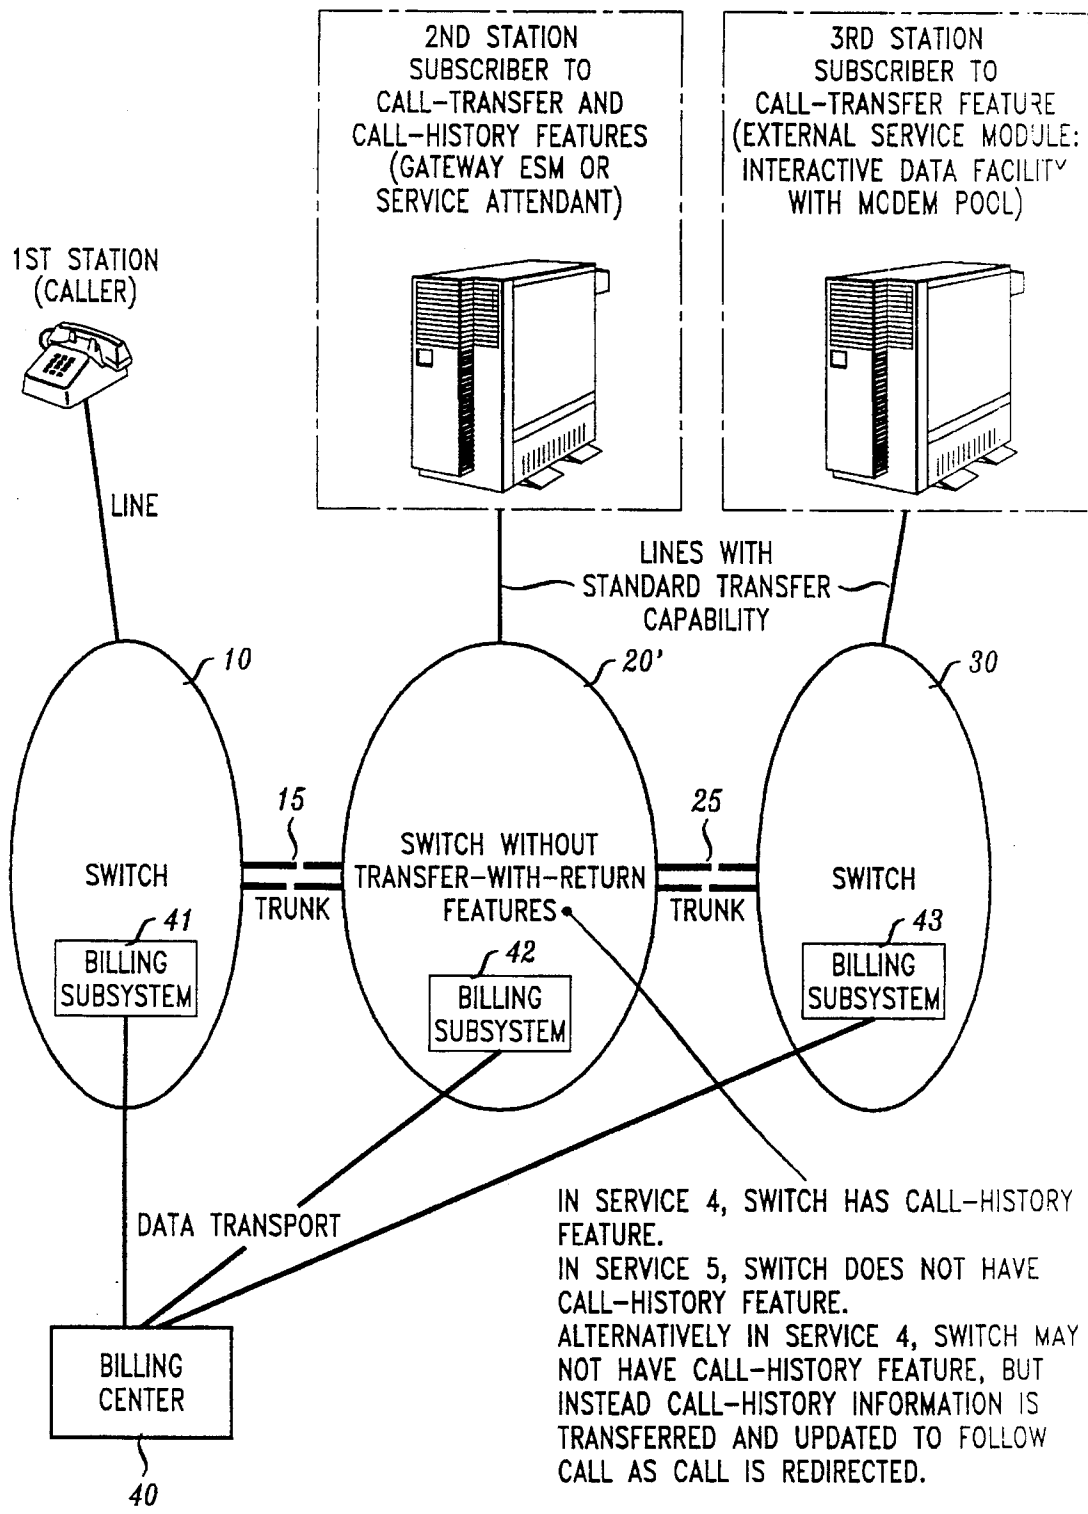 2ND STATION
SUBSCRIBER TO
CALL-TRANSFER AND
CALL-HISTORY FEATURES
(GATEWAY ESM OR
SERVICE ATTENDANT)
3RD STATION
SUBSCRIBER TO
CALL-TRANSFER FEATURE
(EXTERNAL SERVICE MODULE:
INTERACTIVE DATA FACILITY
WITH MODEM POOL)
1ST STATION
(CALLER)
LINE
LINES WITH
STANDARD TRANSFER
CAPABILITY
10
20'
30
15
25
SWITCH
TRUNK
SWITCH WITHOUT
TRANSFER-WITH-RETURN
FEATURES
TRUNK
SWITCH
41
BILLING
SUBSYSTEM
42
BILLING
SUBSYSTEM
43
BILLING
SUBSYSTEM
DATA TRANSPORT
IN SERVICE 4, SWITCH HAS CALL-HISTORY
FEATURE.
IN SERVICE 5, SWITCH DOES NOT HAVE
CALL-HISTORY FEATURE.
ALTERNATIVELY IN SERVICE 4, SWITCH MAY
NOT HAVE CALL-HISTORY FEATURE, BUT
INSTEAD CALL-HISTORY INFORMATION IS
TRANSFERRED AND UPDATED TO FOLLOW
CALL AS CALL IS REDIRECTED.
BILLING
CENTER
40